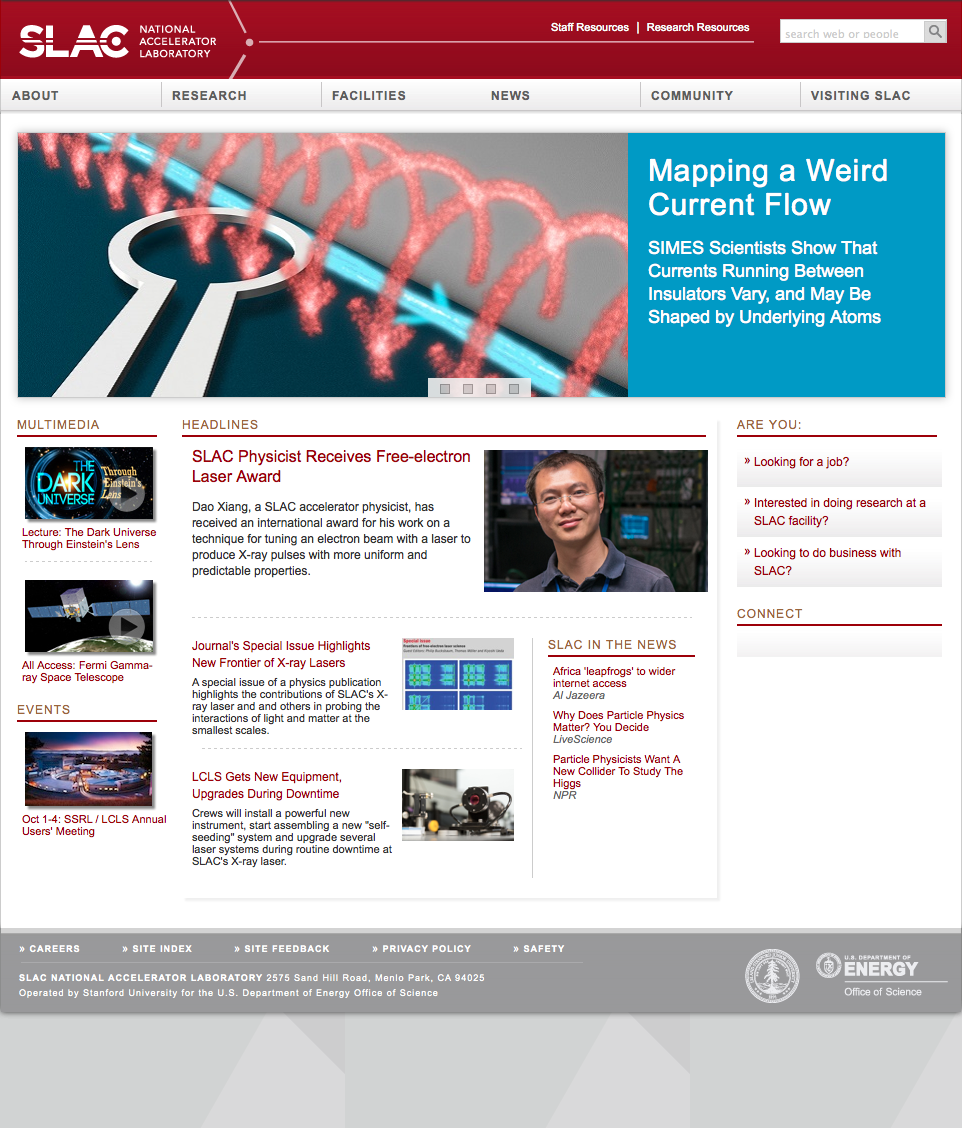 SLAC NATIONAL
ACCELERATOR
LABORATORY
Staff Resources | Research Resources
search web or people
ABOUT
RESEARCH
FACILITIES
NEWS
COMMUNITY
VISITING SLAC
Mapping a Weird
Current Flow
SIMES Scientists Show That
Currents Running Between
Insulators Vary, and May Be
Shaped by Underlying Atoms
MULTIMEDIA
THE
DARK
UNIVERSE
Through
Einstein's
Lens
Lecture: The Dark Universe
Through Einstein's Lens
All Access: Fermi Gamma-
ray Space Telescope
EVENTS
Oct 1-4: SSRL / LCLS Annual
Users' Meeting
HEADLINES
SLAC Physicist Receives Free-electron
Laser Award
Dao Xiang, a SLAC accelerator physicist, has
received an international award for his work on a
technique for tuning an electron beam with a laser to
produce X-ray pulses with more uniform and
predictable properties.
Journal's Special Issue Highlights
New Frontier of X-ray Lasers
A special issue of a physics publication
highlights the contributions of SLAC's X-
ray laser and and others in probing the
interactions of light and matter at the
smallest scales.
Special Issue
Frontiers of free-electron laser science
LCLS Gets New Equipment,
Upgrades During Downtime
Crews will install a powerful new
instrument, start assembling a new "self-
seeding" system and upgrade several
laser systems during routine downtime at
SLAC's X-ray laser.
SLAC IN THE NEWS
Africa 'leapfrogs' to wider
internet access
Al Jazeera
Why Does Particle Physics
Matter? You Decide
LiveScience
Particle Physicists Want A
New Collider To Study The
Higgs
NPR
ARE YOU:
» Looking for a job?
» Interested in doing research at a
SLAC facility?
» Looking to do business with
SLAC?
CONNECT
» CAREERS
» SITE INDEX
» SITE FEEDBACK
» PRIVACY POLICY
» SAFETY
SLAC NATIONAL ACCELERATOR LABORATORY 2575 Sand Hill Road, Menlo Park, CA 94025
Operated by Stanford University for the U.S. Department of Energy Office of Science
U.S. DEPARTMENT OF
ENERGY
Office of Science